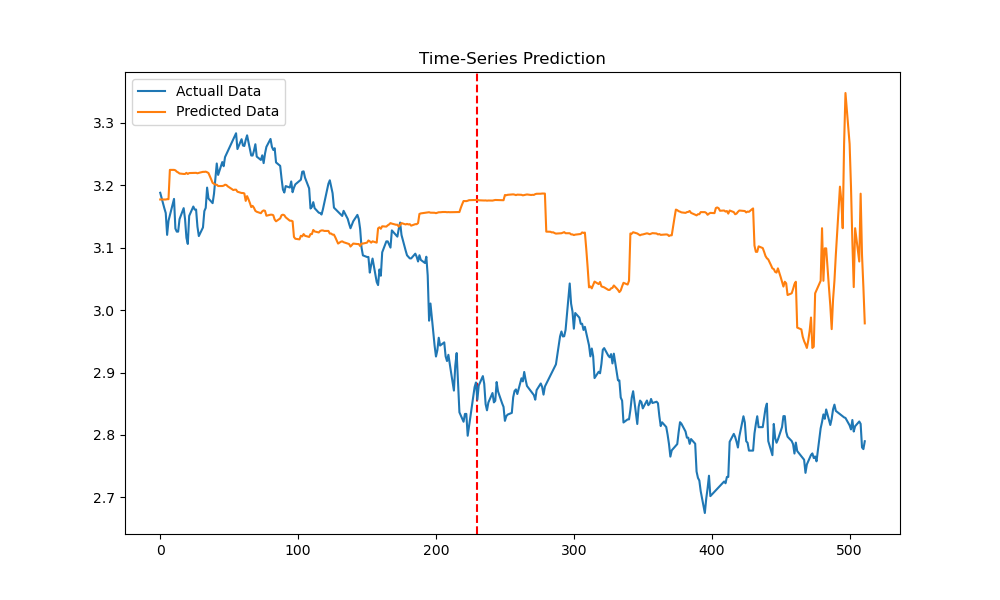 Time-Series Prediction
Actuall Data
Predicted Data
3.3
3.2
3.1
3.0
2.9
2.8
2.7
0 100 200 300 400 500